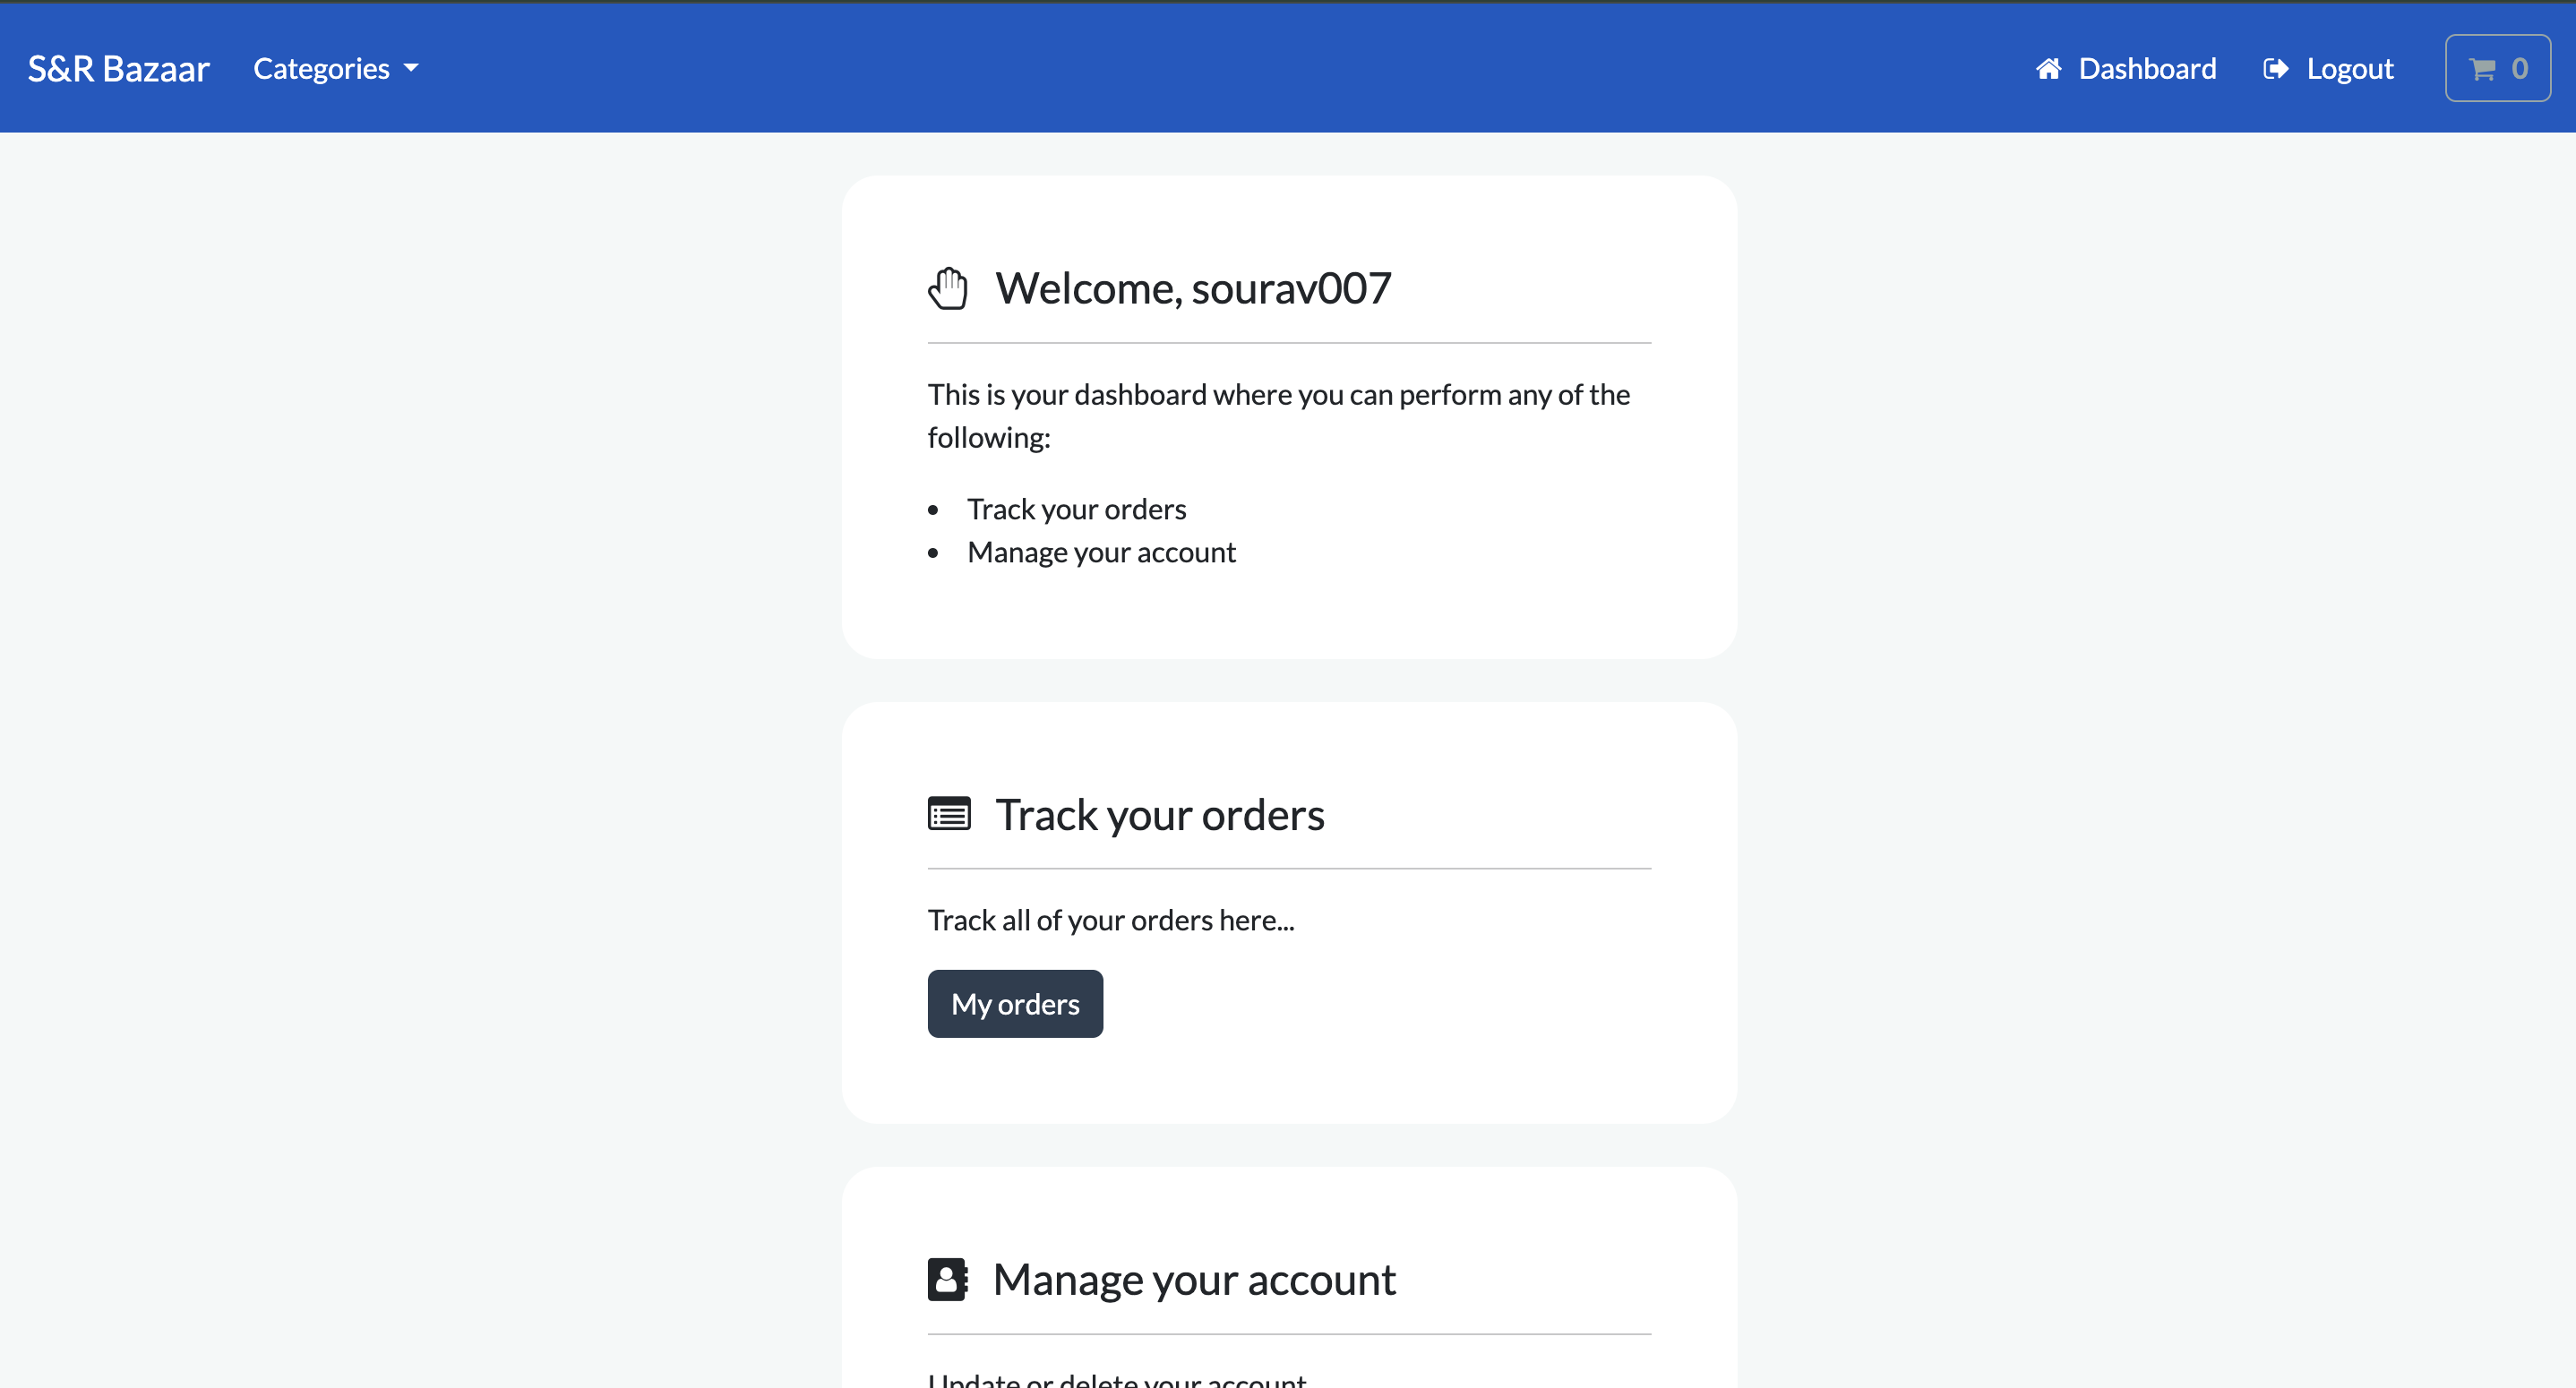 S&R Bazaar Categories Dashboard Logout 0
Welcome, sourav007
This is your dashboard where you can perform any of the
following:
• Track your orders
• Manage your account
Track your orders
Track all of your orders here...
My orders
Manage your account
Update or delete your account